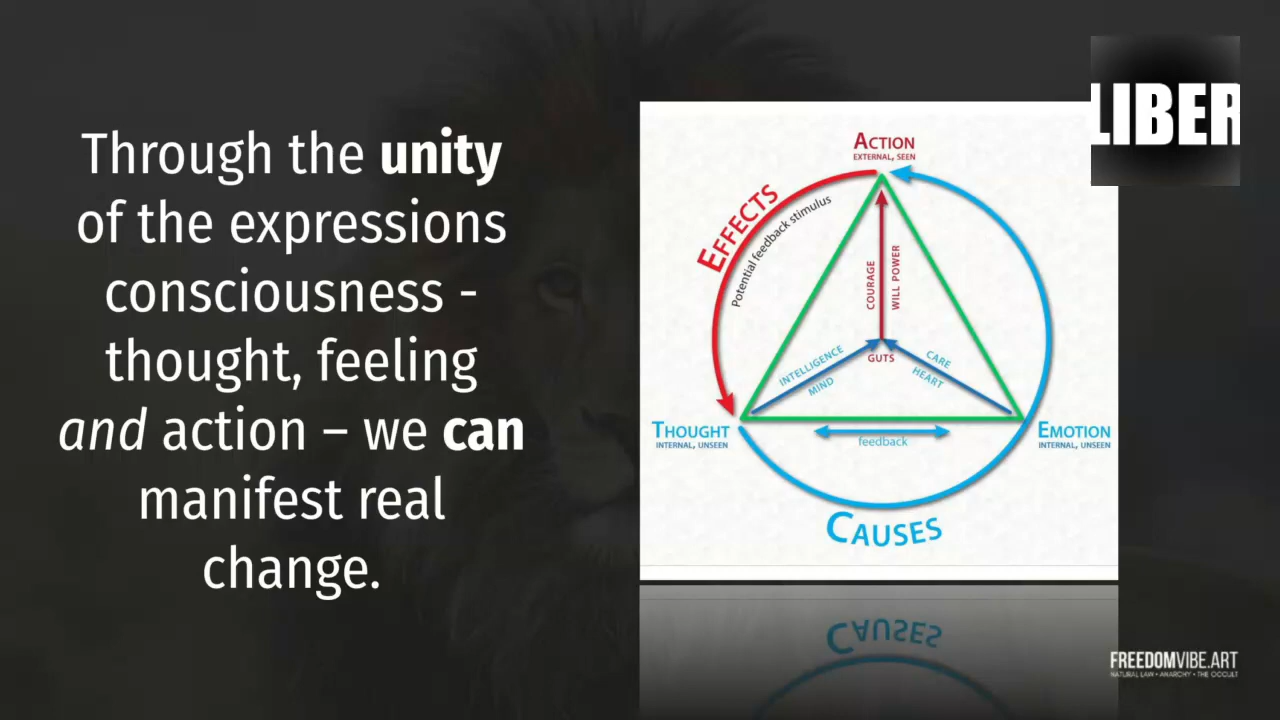 Through the unity
of the expressions
consciousness -
thought, feeling
and action – we can
manifest real
change.
LIBER
ACTION
EXTERNAL, SEEN
EFFECTS
Potential feedback stimulus
COURAGE
WILL POWER
INTELLIGENCE
MIND
GUTS
CARE
HEART
THOUGHT
INTERNAL, UNSEEN
feedback
EMOTION
INTERNAL, UNSEEN
CAUSES
CAUSES
FREEDOMVIBE.ART
NATURAL LAW • ANARCHY • THE OCCULT